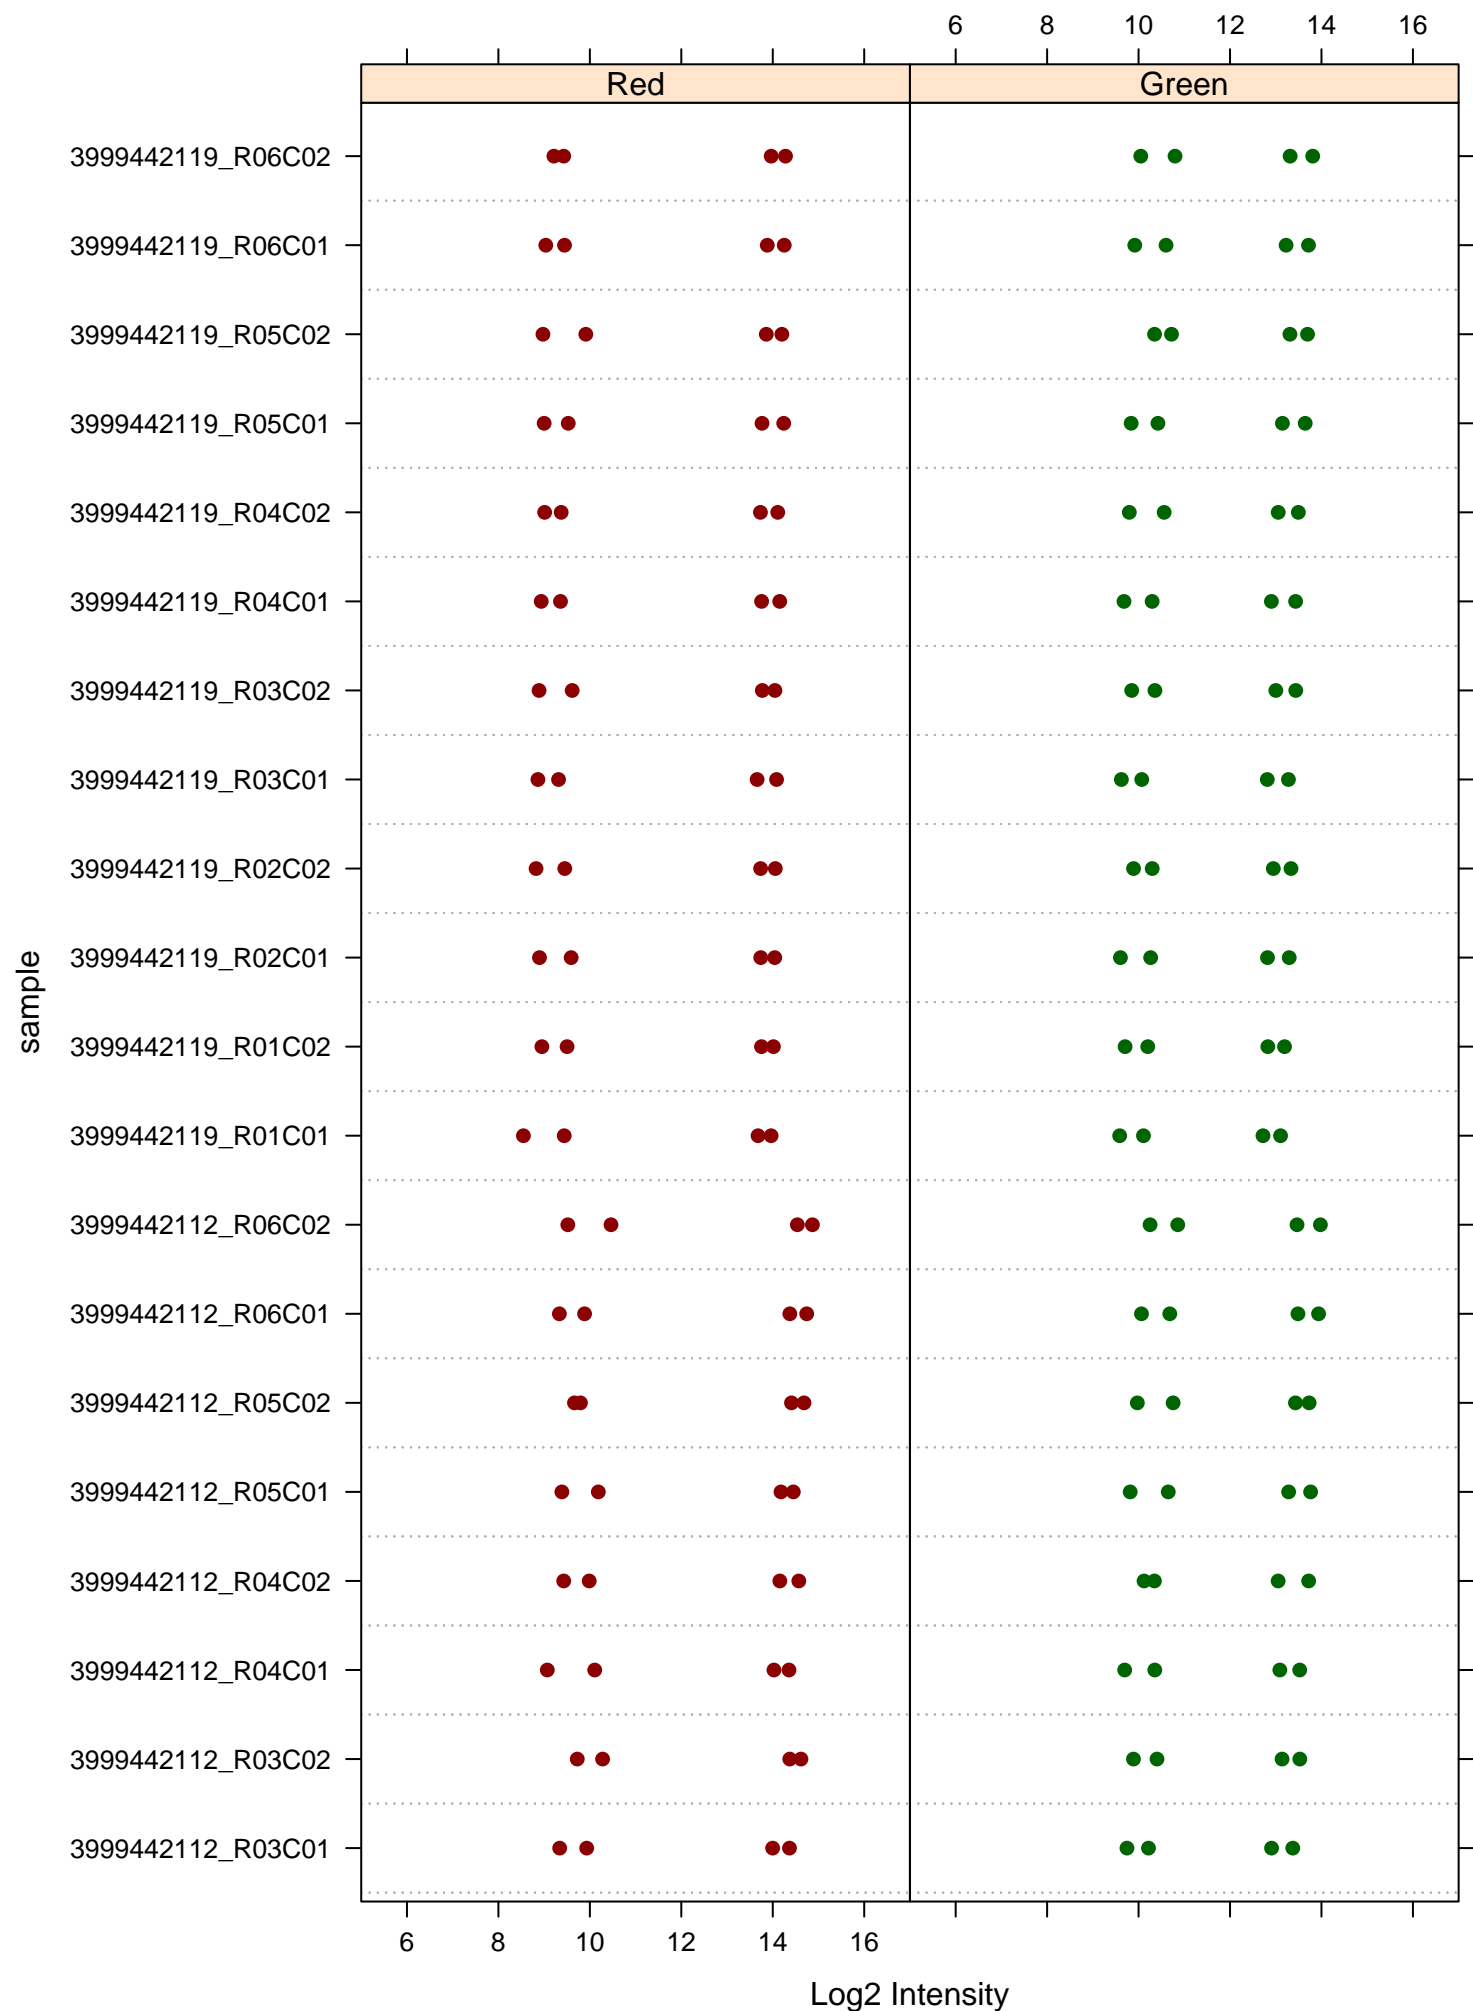 6 8 10 12 14 16
Red Green
3999442119_R06C02
3999442119_R06C01
3999442119_R05C02
3999442119_R05C01
3999442119_R04C02
3999442119_R04C01
3999442119_R03C02
3999442119_R03C01
3999442119_R02C02
3999442119_R02C01
3999442119_R01C02
3999442119_R01C01
3999442112_R06C02
3999442112_R06C01
3999442112_R05C02
3999442112_R05C01
3999442112_R04C02
3999442112_R04C01
3999442112_R03C02
3999442112_R03C01
sample
6 8 10 12 14 16
Log2 Intensity